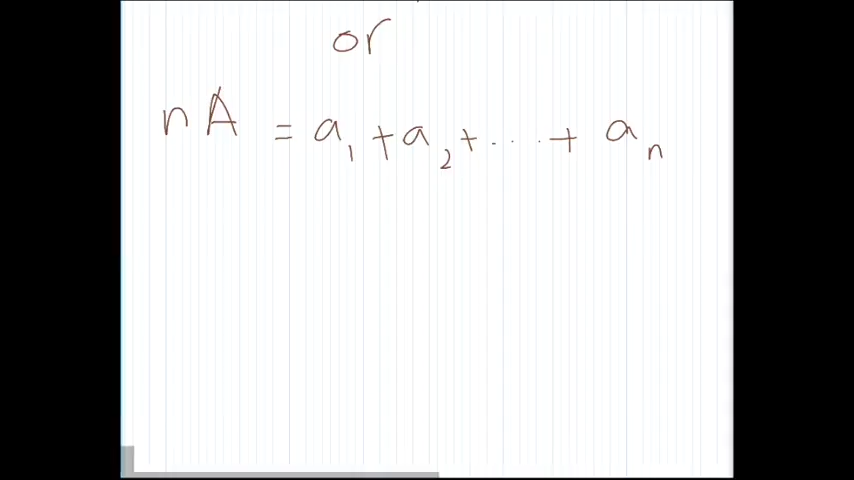 or
nA = a₁ + a₂ + ... + aₙ